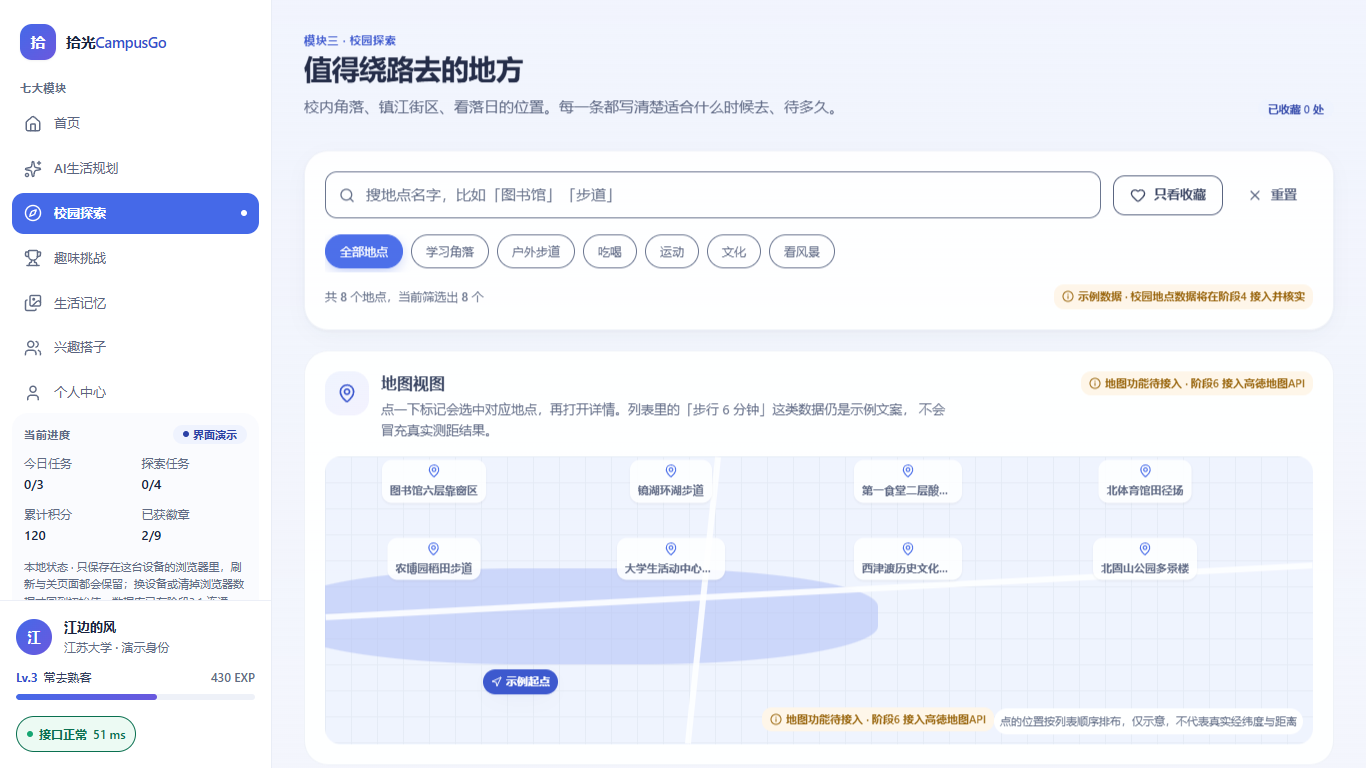 拾 拾光CampusGo
七大模块
首页
AI生活规划
校园探索
趣味挑战
生活记忆
兴趣搭子
个人中心
当前进度
界面演示
今日任务
探索任务
0/3
0/4
累计积分
已获徽章
120
2/9
本地状态 · 只保存在这台设备的浏览器里，刷
新与关页面都会保留；换设备或清掉浏览器数
江
江边的风
江苏大学 · 演示身份
Lv.3 常去熟客
430 EXP
接口正常 51 ms
模块三 · 校园探索
值得绕路去的地方
校内角落、镇江街区、看落日的位置。每一条都写清楚适合什么时候去、待多久。
已收藏 0 处
搜地点名字，比如「图书馆」「步道」
只看收藏
重置
全部地点
学习角落
户外步道
吃喝
运动
文化
看风景
共 8 个地点，当前筛选出 8 个
示例数据 · 校园地点数据将在阶段4 接入并核实
地图视图
地图功能待接入 · 阶段6 接入高德地图API
点一下标记会选中对应地点，再打开详情。列表里的「步行 6 分钟」这类数据仍是示例文案， 不会
冒充真实测距结果。
图书馆六层靠窗区
镜湖环湖步道
第一食堂二层酸...
北体育馆田径场
农博园稻田步道
大学生活动中心...
西津渡历史文化...
北固山公园多景楼
示例起点
地图功能待接入 · 阶段6 接入高德地图API
点的位置按列表顺序排布，仅示意，不代表真实经纬度与距离